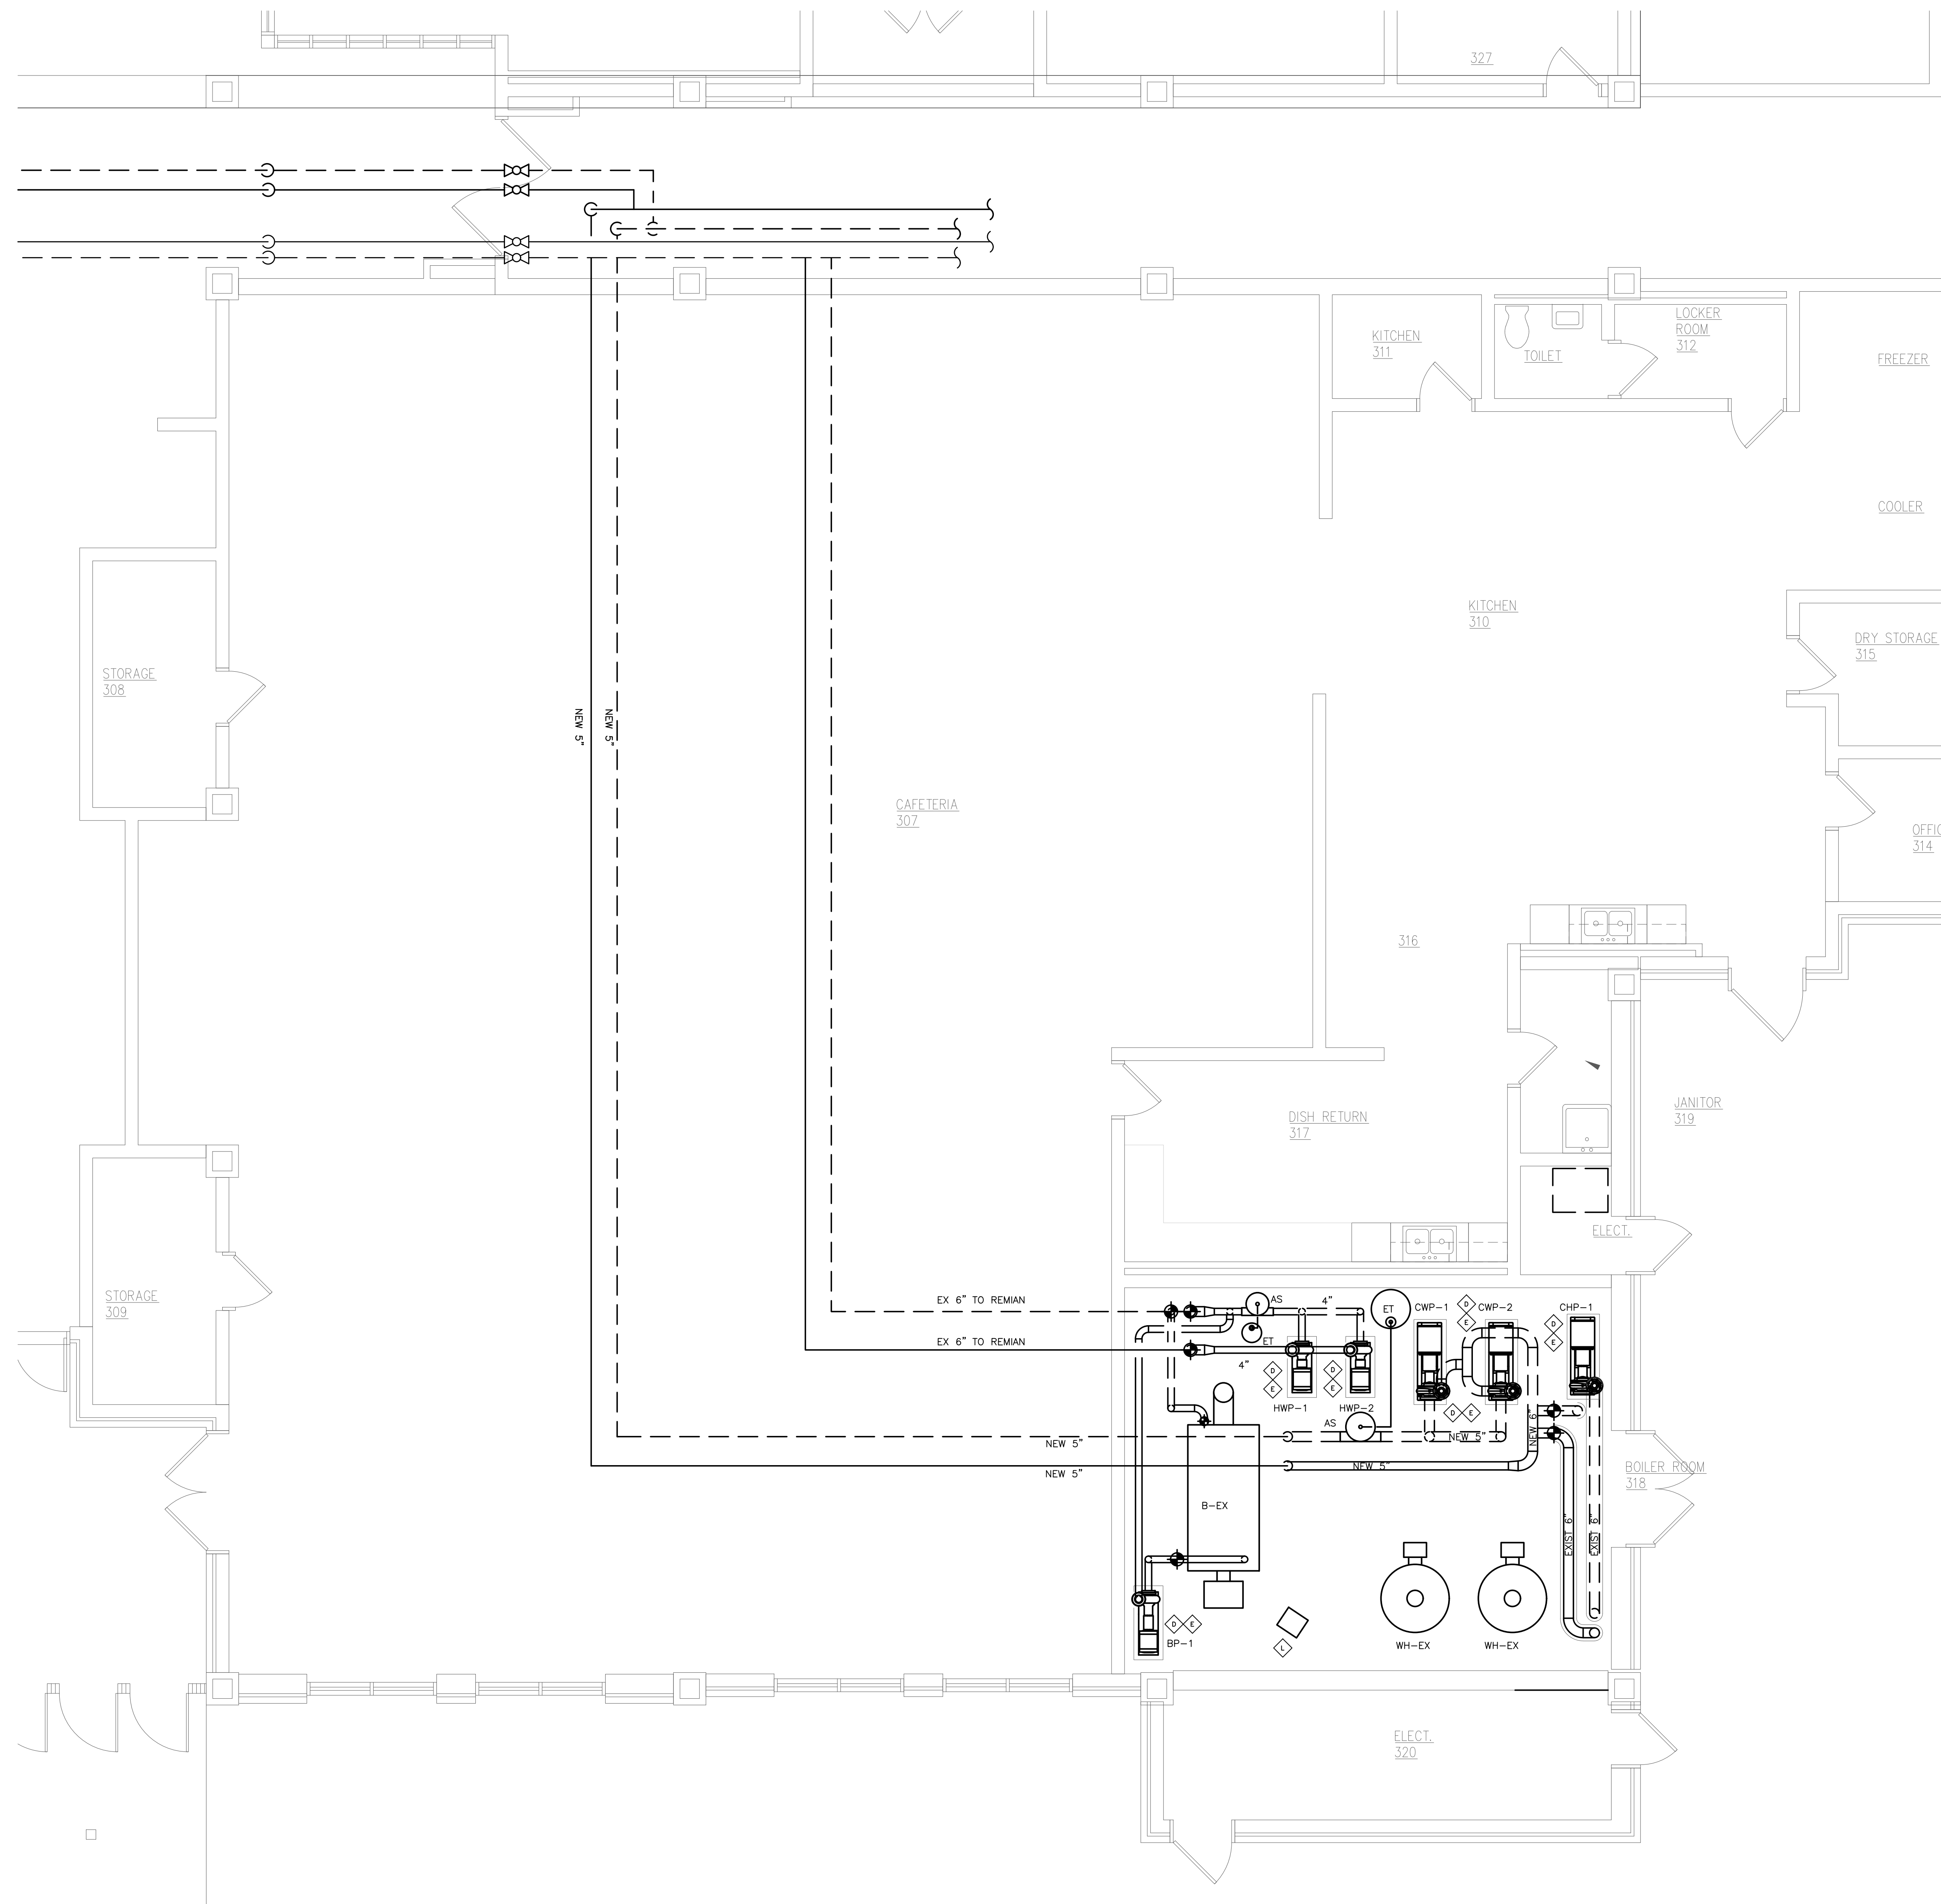 327
KITCHEN
311
TOILET
LOCKER
ROOM
312
FREEZER
COOLER
KITCHEN
310
DRY STORAGE
315
STORAGE
308
NEW 5"
NEW 5"
CAFETERIA
307
OFFIC
314
316
JANITOR
319
DISH RETURN
317
ELECT.
STORAGE
309
EX 6" TO REMIAN
EX 6" TO REMIAN
AS
4"
ET
ET
4"
CWP-1
D
E
CWP-2
CHP-1
D
E
D
E
D
E
HWP-1
HWP-2
D
E
AS
NEW 5"
NEW 5"
NEW 5"
NEW 5"
NEW 6"
BOILER ROOM
318
B-EX
EXIST 6"
EXIST 6"
D
E
BP-1
L
WH-EX
WH-EX
ELECT.
320